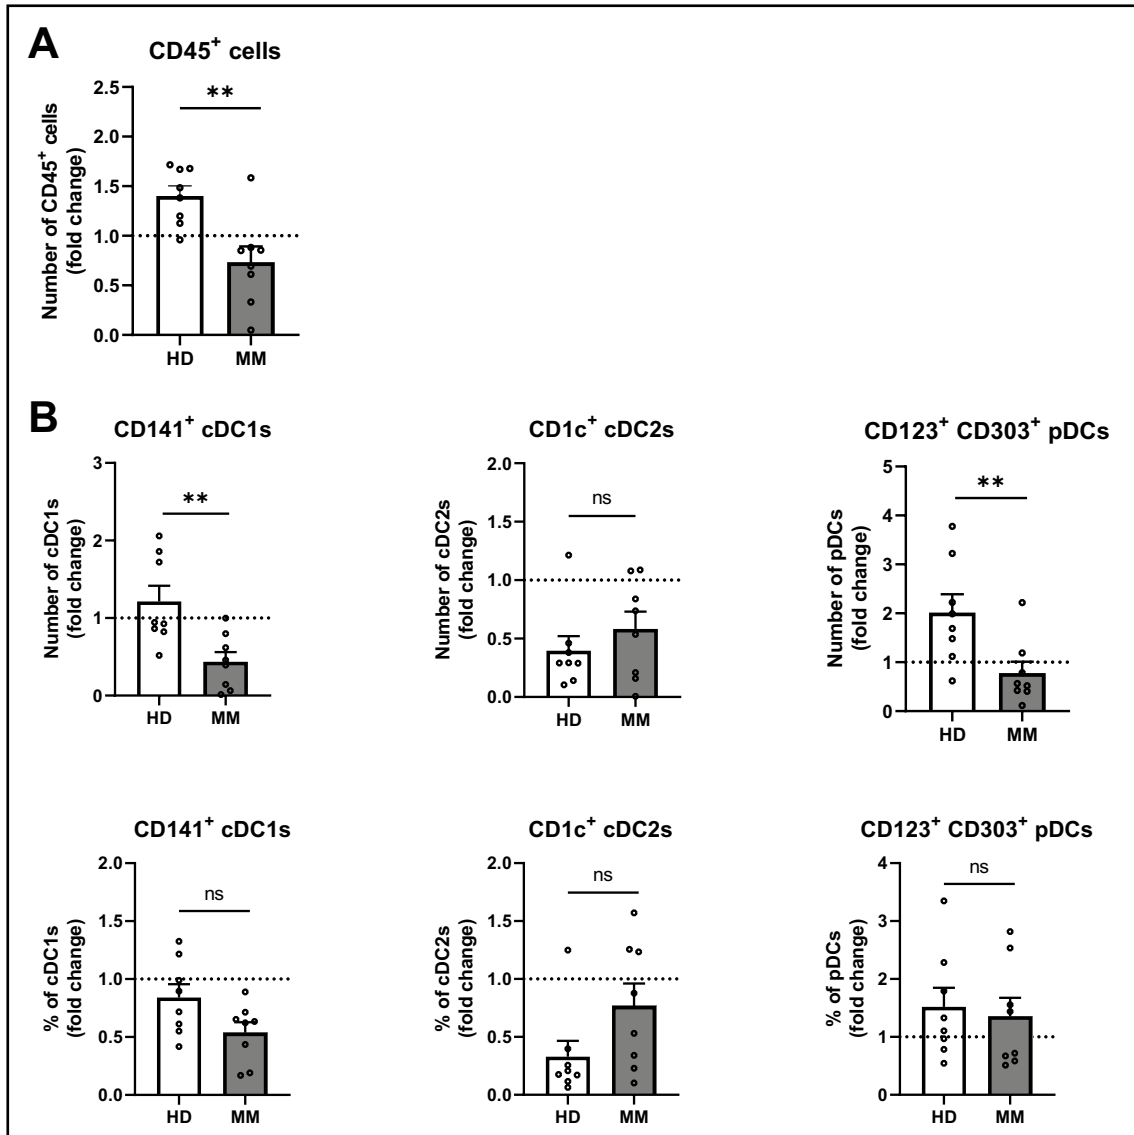 A
CD45⁺ cells
Number of CD45⁺ cells
(fold change)
2.5
2.0
1.5
1.0
0.5
0.0
**
HD
MM
B
CD141⁺ cDC1s
Number of cDC1s
(fold change)
3
2
1
0
**
HD
MM
CD1c⁺ cDC2s
Number of cDC2s
(fold change)
2.0
1.5
1.0
0.5
0.0
ns
HD
MM
CD123⁺ CD303⁺ pDCs
Number of pDCs
(fold change)
5
4
3
2
1
0
**
HD
MM
CD141⁺ cDC1s
% of cDC1s
(fold change)
2.0
1.5
1.0
0.5
0.0
ns
HD
MM
CD1c⁺ cDC2s
% of cDC2s
(fold change)
2.0
1.5
1.0
0.5
0.0
ns
HD
MM
CD123⁺ CD303⁺ pDCs
% of pDCs
(fold change)
4
3
2
1
0
ns
HD
MM